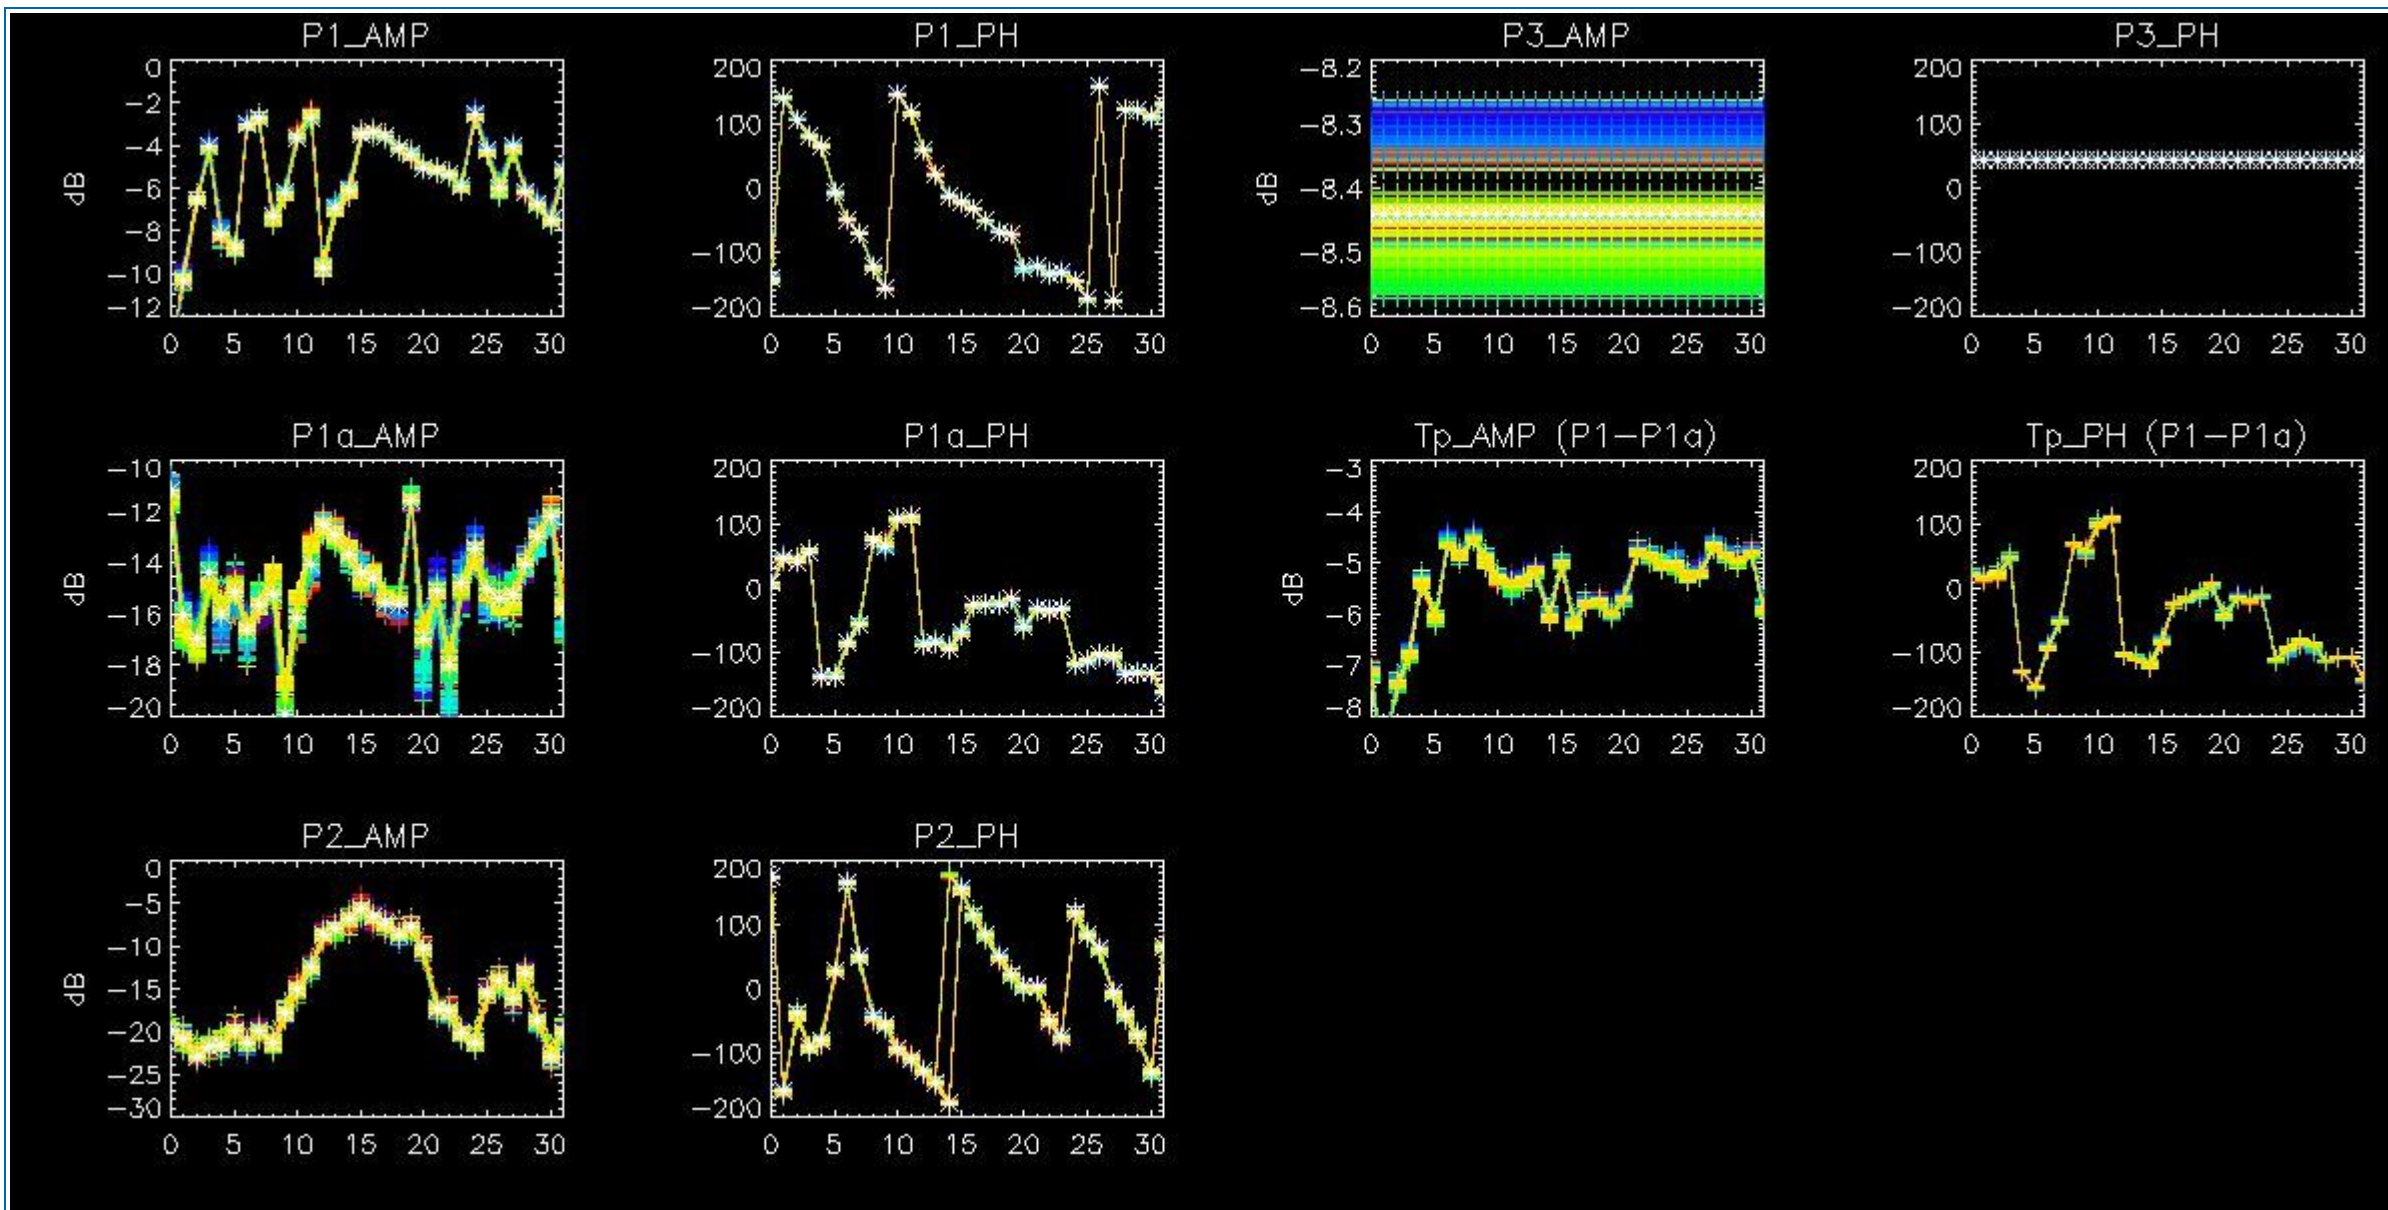 P1_AMP P1_PH P3_AMP P3_PH
0 200 -8.2 200
-2
100 -8.3 100
-4
dB 0 dB -8.4 0
-6
-8
-100 -8.5 -100
-10
-12 -200 -8.6 -200
0 5 10 15 20 25 30 0 5 10 15 20 25 30 0 5 10 15 20 25 30 0 5 10 15 20 25 30
P1a_AMP P1a_PH Tp_AMP (P1-P1a) Tp_PH (P1-P1a)
-10 200 -3 200
-12 100 -4 100
-14
dB 0 dB -5 0
-16 -6
-18 -100 -7 -100
-20 -200 -8 -200
0 5 10 15 20 25 30 0 5 10 15 20 25 30 0 5 10 15 20 25 30 0 5 10 15 20 25 30
P2_AMP P2_PH
0 200
-5
100
-10
dB -15 0
-20
-100
-25
-30 -200
0 5 10 15 20 25 30 0 5 10 15 20 25 30